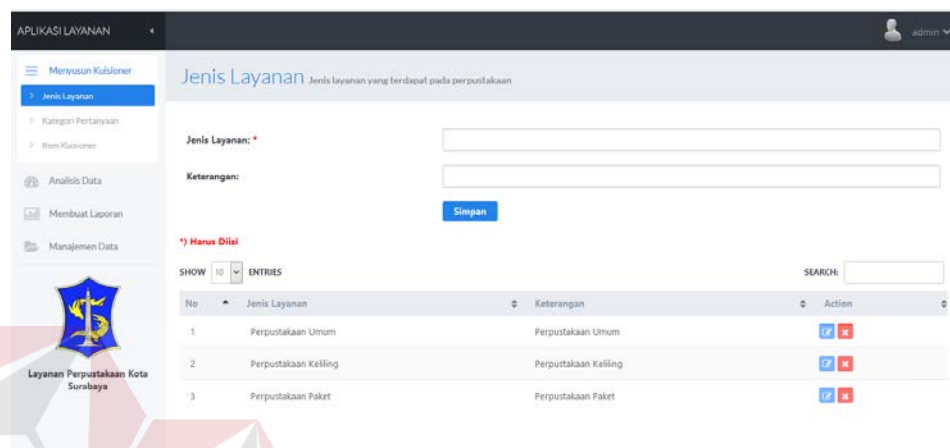 APLIKASI LAYANAN
admin
Menyusun Kuisioner
Jenis Layanan
Kategori Pertanyaan
Item Kuisioner
Analisis Data
Membuat Laporan
Manajemen Data
Layanan Perpustakaan Kota
Surabaya
Jenis Layanan Jenis layanan yang terdapat pada perpustakaan
Jenis Layanan: *
Keterangan:
Simpan
*) Harus Diisi
SHOW 10 ENTRIES
SEARCH:
No Jenis Layanan Keterangan Action
1 Perpustakaan Umum Perpustakaan Umum
2 Perpustakaan Keliling Perpustakaan Keliling
3 Perpustakaan Paket Perpustakaan Paket